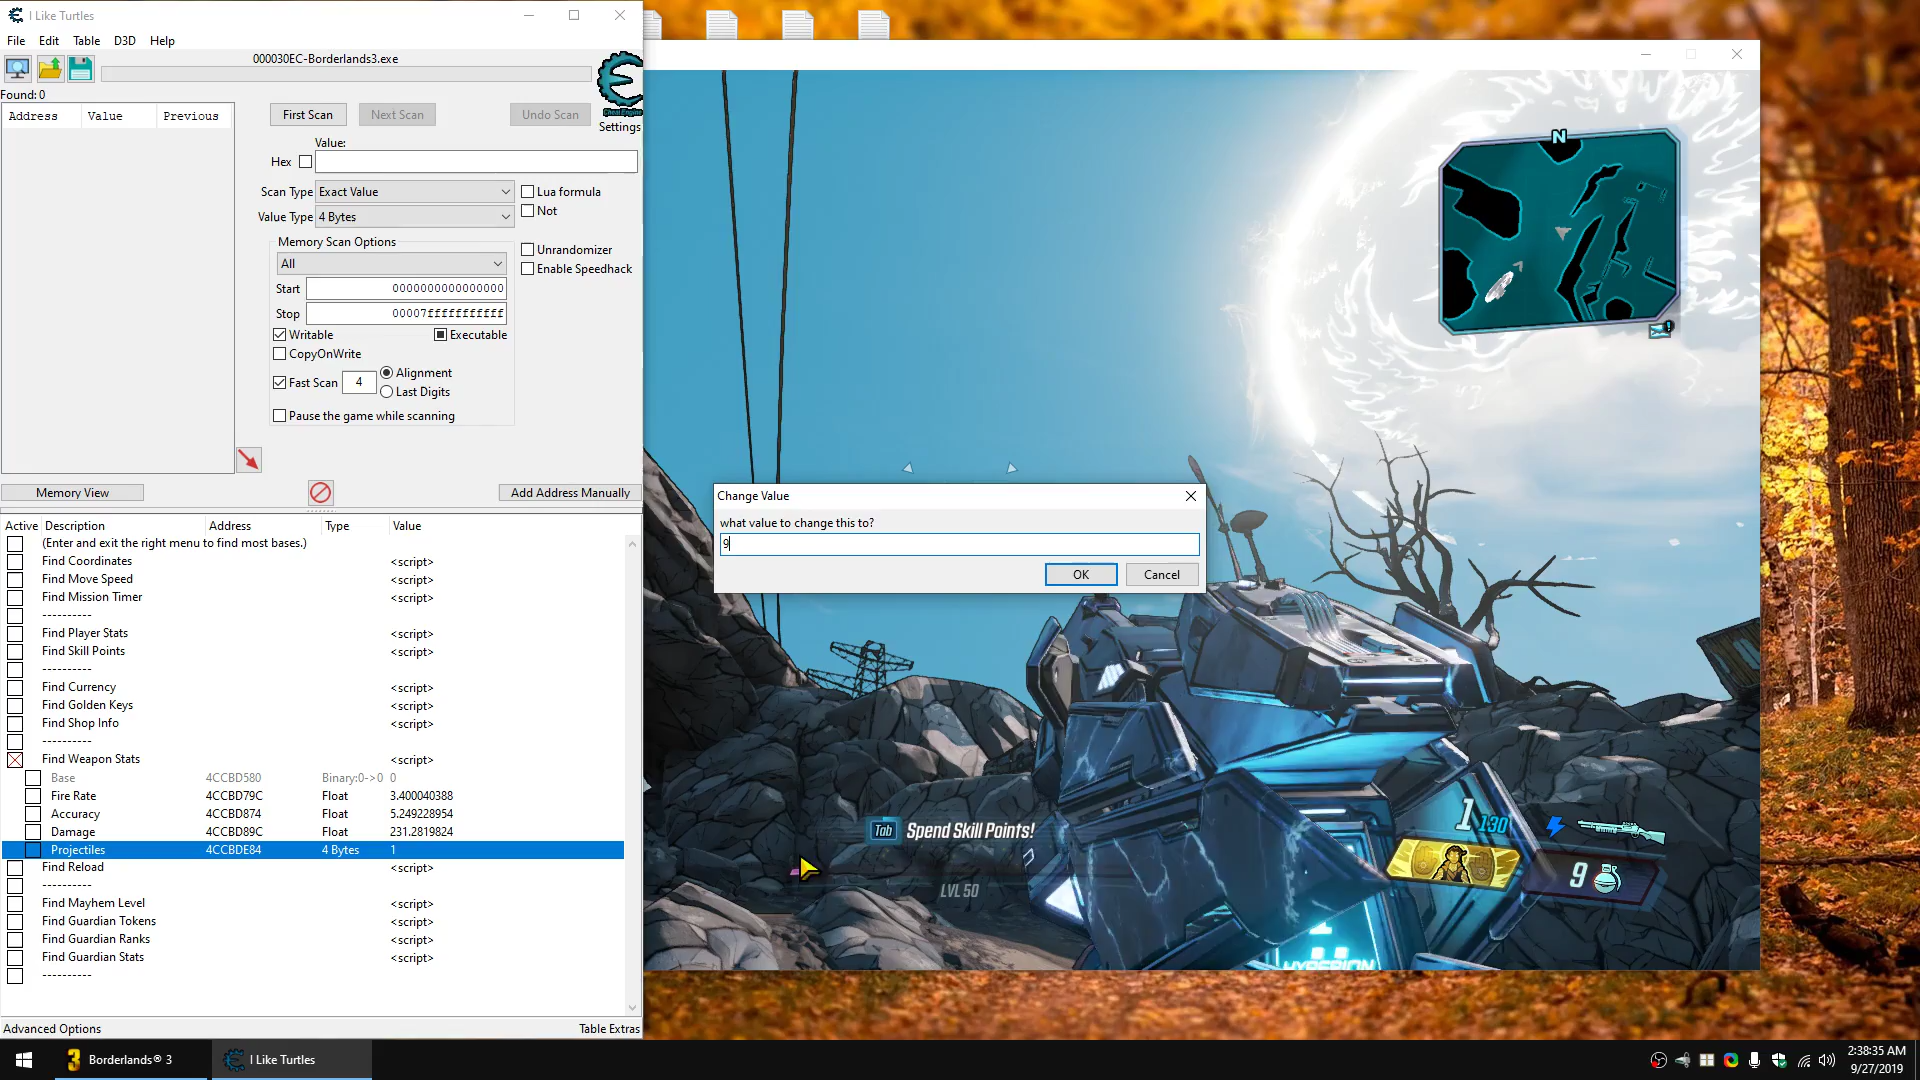 I Like Turtles
File Edit Table D3D Help
000030EC-Borderlands3.exe
Found: 0
Address Value Previous
First Scan Next Scan Undo Scan
Settings
Value:
Hex
Scan Type Exact Value Lua formula
Value Type 4 Bytes Not
Memory Scan Options
All
Unrandomizer
Enable Speedhack
Start 0000000000000000
Stop 00007fffffffffff
Writable Executable
CopyOnWrite
Fast Scan 4 Alignment
Last Digits
Pause the game while scanning
Memory View Add Address Manually
Active Description Address Type Value
(Enter and exit the right menu to find most bases.)
Find Coordinates <script>
Find Move Speed <script>
Find Mission Timer <script>
----------
Find Player Stats <script>
Find Skill Points <script>
----------
Find Currency <script>
Find Golden Keys <script>
Find Shop Info <script>
----------
Find Weapon Stats <script>
Base 4CCBD580 Binary:0->0 0
Fire Rate 4CCBD79C Float 3.400040388
Accuracy 4CCBD874 Float 5.249228954
Damage 4CCBD89C Float 231.2819824
Projectiles 4CCBDE84 4 Bytes 1
Find Reload <script>
----------
Find Mayhem Level <script>
Find Guardian Tokens <script>
Find Guardian Ranks <script>
Find Guardian Stats <script>
----------
Advanced Options Table Extras
N
Change Value
what value to change this to?
9
OK Cancel
Tab Spend Skill Points!
LVL 50
1 130
9
HYPERION
Borderlands® 3 I Like Turtles
2:38:35 AM
9/27/2019